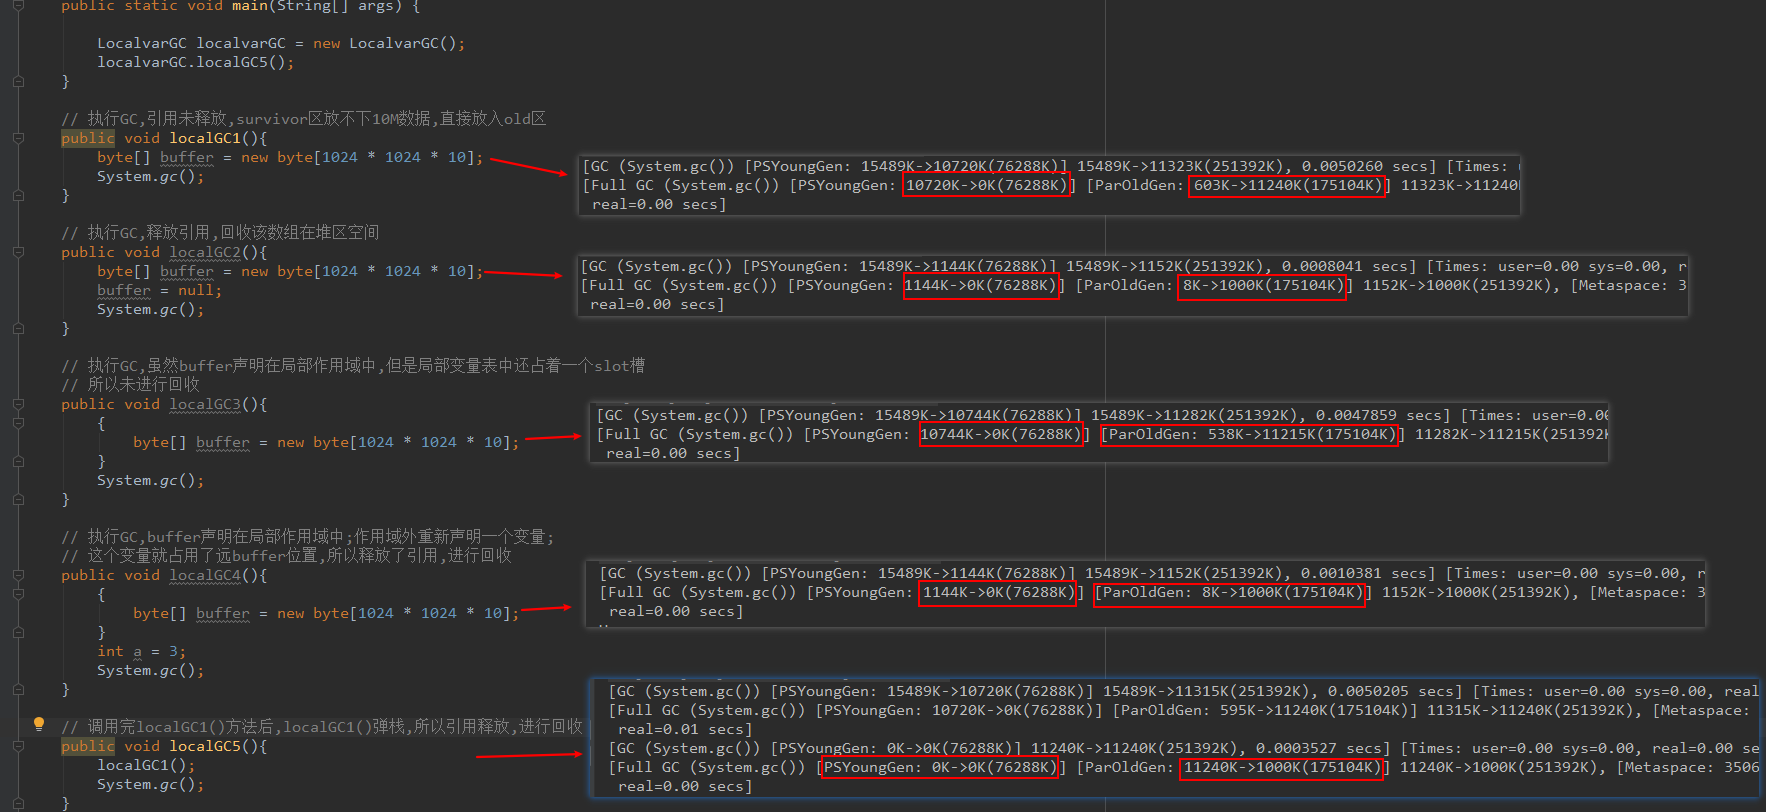 public static void main(String[] args) {
LocalvarGC localvarGC = new LocalvarGC();
localvarGC.localGC5();
}
// 执行GC,引用未释放,survivor区放不下10M数据,直接放入old区
public void localGC1(){
byte[] buffer = new byte[1024 * 1024 * 10];
System.gc();
}
[GC (System.gc()) [PSYoungGen: 15489K->10720K(76288K)] 15489K->11323K(251392K), 0.0050260 secs] [Times:
[Full GC (System.gc()) [PSYoungGen: 10720K->0K(76288K)] [ParOldGen: 603K->11240K(175104K)] 11323K->11240
real=0.00 secs]
// 执行GC,释放引用,回收该数组在堆区空间
public void localGC2(){
byte[] buffer = new byte[1024 * 1024 * 10];
buffer = null;
System.gc();
}
[GC (System.gc()) [PSYoungGen: 15489K->1144K(76288K)] 15489K->1152K(251392K), 0.0008041 secs] [Times: user=0.00 sys=0.00, r
[Full GC (System.gc()) [PSYoungGen: 1144K->0K(76288K)] [ParOldGen: 8K->1000K(175104K)] 1152K->1000K(251392K), [Metaspace: 3
real=0.00 secs]
// 执行GC,虽然buffer声明在局部作用域中,但是局部变量表中还占着一个slot槽
// 所以未进行回收
public void localGC3(){
{
byte[] buffer = new byte[1024 * 1024 * 10];
}
System.gc();
}
[GC (System.gc()) [PSYoungGen: 15489K->10744K(76288K)] 15489K->11282K(251392K), 0.0047859 secs] [Times: user=0.0
[Full GC (System.gc()) [PSYoungGen: 10744K->0K(76288K)] [ParOldGen: 538K->11215K(175104K)] 11282K->11215K(251392K
real=0.00 secs]
// 执行GC,buffer声明在局部作用域中;作用域外重新声明一个变量;
// 这个变量就占用了远buffer位置,所以释放了引用,进行回收
public void localGC4(){
{
byte[] buffer = new byte[1024 * 1024 * 10];
}
int a = 3;
System.gc();
}
[GC (System.gc()) [PSYoungGen: 15489K->1144K(76288K)] 15489K->1152K(251392K), 0.0010381 secs] [Times: user=0.00 sys=0.00, r
[Full GC (System.gc()) [PSYoungGen: 1144K->0K(76288K)] [ParOldGen: 8K->1000K(175104K)] 1152K->1000K(251392K), [Metaspace: 3
real=0.00 secs]
// 调用完localGC1()方法后,localGC1()弹栈,所以引用释放,进行回收
public void localGC5(){
localGC1();
System.gc();
}
[GC (System.gc()) [PSYoungGen: 15489K->10720K(76288K)] 15489K->11315K(251392K), 0.0050205 secs] [Times: user=0.00 sys=0.00, real
[Full GC (System.gc()) [PSYoungGen: 10720K->0K(76288K)] [ParOldGen: 595K->11240K(175104K)] 11315K->11240K(251392K), [Metaspace:
real=0.01 secs]
[GC (System.gc()) [PSYoungGen: 0K->0K(76288K)] 11240K->11240K(251392K), 0.0003527 secs] [Times: user=0.00 sys=0.00, real=0.00 se
[Full GC (System.gc()) [PSYoungGen: 0K->0K(76288K)] [ParOldGen: 11240K->1000K(175104K)] 11240K->1000K(251392K), [Metaspace: 3506
real=0.00 secs]